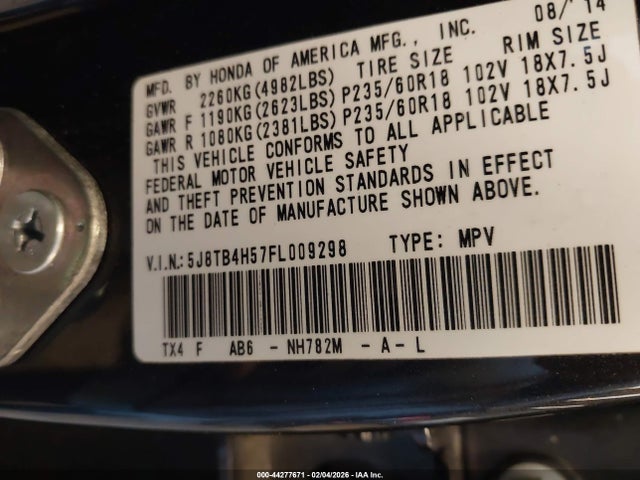 MFD. BY HONDA OF AMERICA MFG., INC. 08/'14
GVWR 2260KG(4982LBS) TIRE SIZE RIM SIZE
GAWR F 1190KG(2623LBS) P235/60R18 102V 18X7.5J
GAWR R 1080KG(2381LBS) P235/60R18 102V 18X7.5J
THIS VEHICLE CONFORMS TO ALL APPLICABLE
FEDERAL MOTOR VEHICLE SAFETY
AND THEFT PREVENTION STANDARDS IN EFFECT
ON THE DATE OF MANUFACTURE SHOWN ABOVE.
V.I.N.: 5J8TB4H57FL009298 TYPE: MPV
TX4 F AB6 - NH782M - A - L
000-44277671 - 02/04/2026 - IAA Inc.